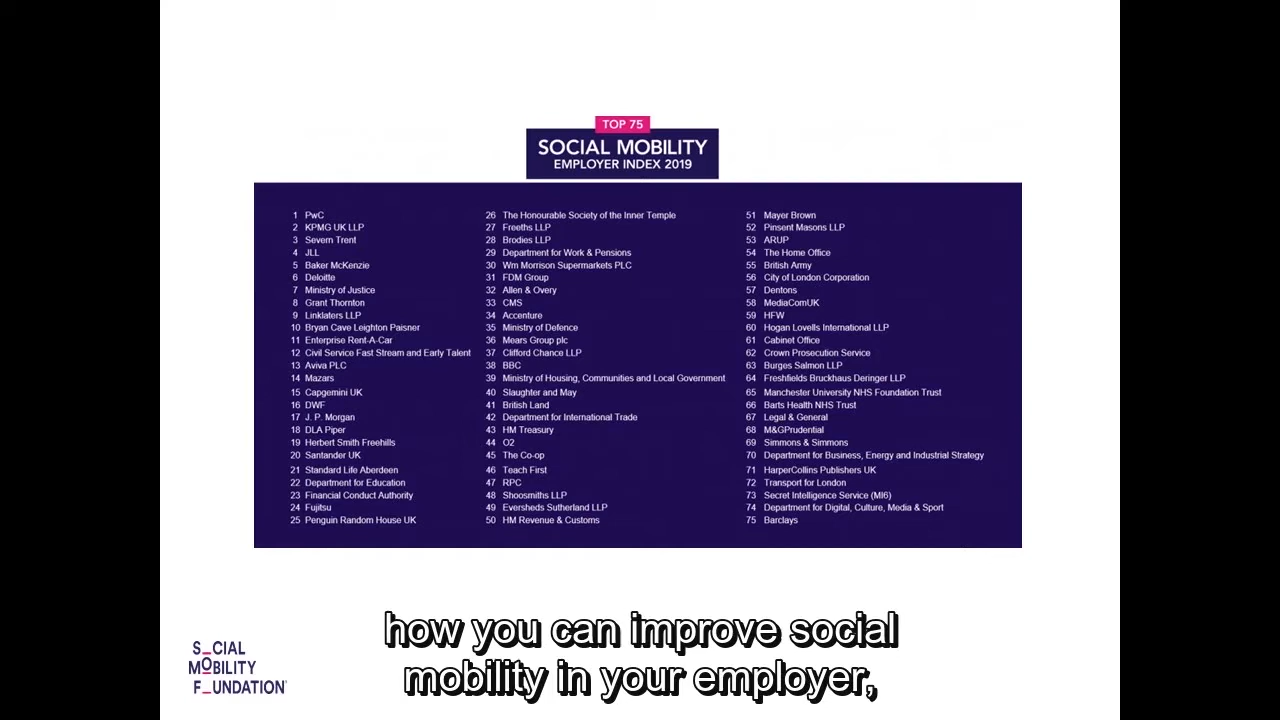 TOP 75
SOCIAL MOBILITY
EMPLOYER INDEX 2019
1 PwC
2 KPMG UK LLP
3 Severn Trent
4 JLL
5 Baker McKenzie
6 Deloitte
7 Ministry of Justice
8 Grant Thornton
9 Linklaters LLP
10 Bryan Cave Leighton Paisner
11 Enterprise Rent-A-Car
12 Civil Service Fast Stream and Early Talent
13 Aviva PLC
14 Mazars
15 Capgemini UK
16 DWF
17 J. P. Morgan
18 DLA Piper
19 Herbert Smith Freehills
20 Santander UK
21 Standard Life Aberdeen
22 Department for Education
23 Financial Conduct Authority
24 Fujitsu
25 Penguin Random House UK
26 The Honourable Society of the Inner Temple
27 Freeths LLP
28 Brodies LLP
29 Department for Work & Pensions
30 Wm Morrison Supermarkets PLC
31 FDM Group
32 Allen & Overy
33 CMS
34 Accenture
35 Ministry of Defence
36 Mears Group plc
37 Clifford Chance LLP
38 BBC
39 Ministry of Housing, Communities and Local Government
40 Slaughter and May
41 British Land
42 Department for International Trade
43 HM Treasury
44 O2
45 The Co-op
46 Teach First
47 RPC
48 Shoosmiths LLP
49 Eversheds Sutherland LLP
50 HM Revenue & Customs
51 Mayer Brown
52 Pinsent Masons LLP
53 ARUP
54 The Home Office
55 British Army
56 City of London Corporation
57 Dentons
58 MediaComUK
59 HFW
60 Hogan Lovells International LLP
61 Cabinet Office
62 Crown Prosecution Service
63 Burges Salmon LLP
64 Freshfields Bruckhaus Deringer LLP
65 Manchester University NHS Foundation Trust
66 Barts Health NHS Trust
67 Legal & General
68 M&GPrudential
69 Simmons & Simmons
70 Department for Business, Energy and Industrial Strategy
71 HarperCollins Publishers UK
72 Transport for London
73 Secret Intelligence Service (MI6)
74 Department for Digital, Culture, Media & Sport
75 Barclays
how you can improve social
mobility in your employer,
S_CIAL
MOBILITY
F_UNDATION